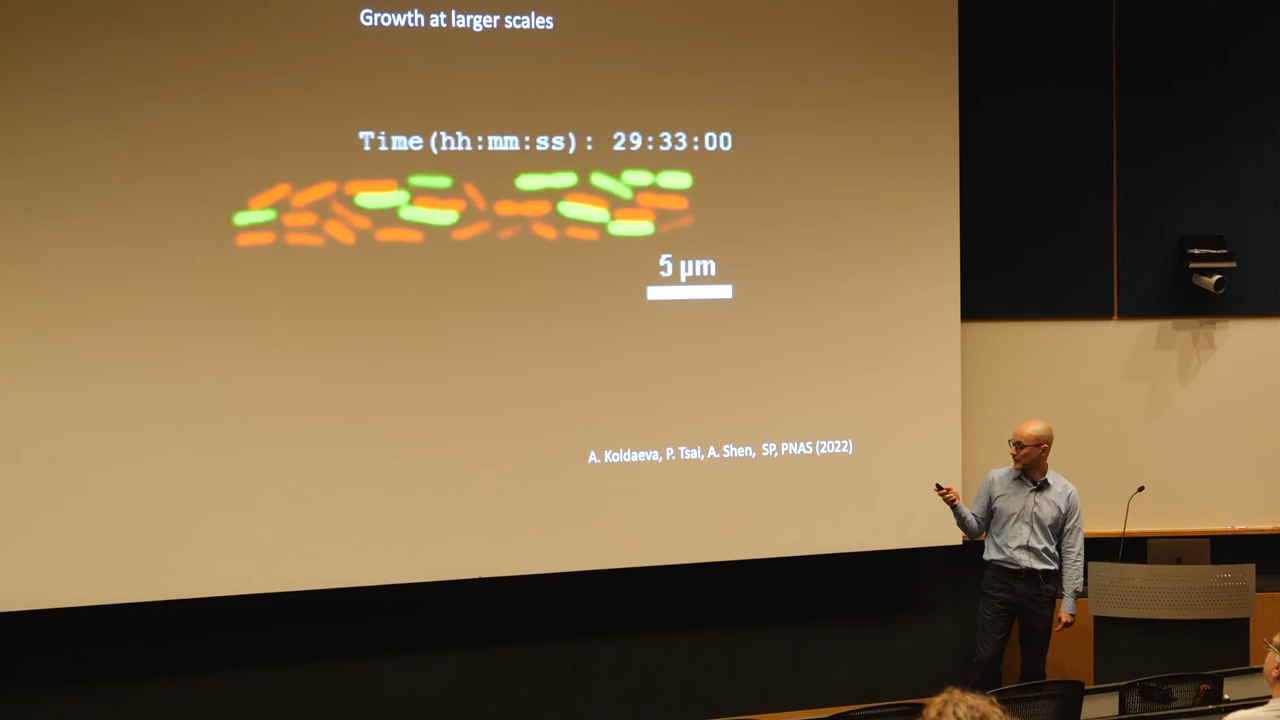 Growth at larger scales
Time(hh:mm:ss): 29:33:00
5 µm
A. Koldaeva, P. Tsai, A. Shen, SP, PNAS (2022)